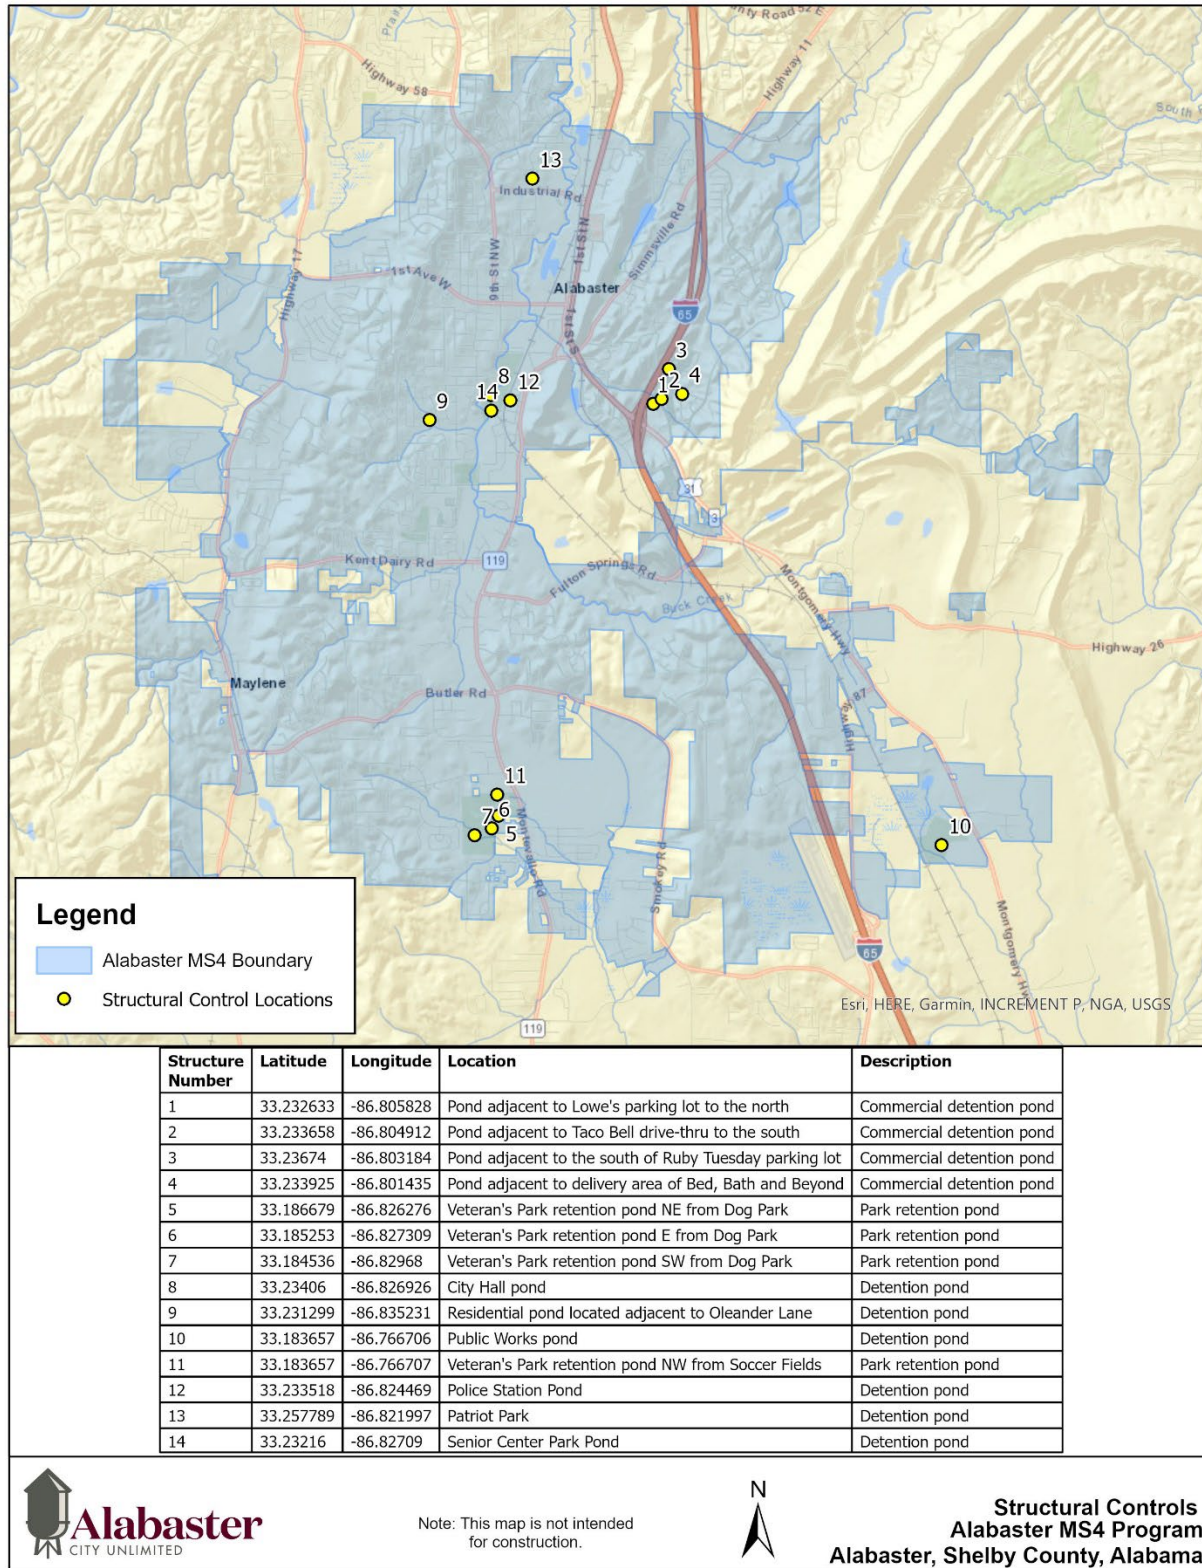 Highway 58
Highway 11
13
Industrial Rd
1st St N
Simmsville Rd
9th St NW
Highway 17
1st Ave W
Alabaster
65
1st St S
3
8
12
4
14
1
2
9
31
3
Kent Dairy Rd
119
Fulton Springs Rd
Buck Creek
Montgomery Hwy
Highway 26
Maylene
Butler Rd
Highway 87
11
6
7
5
10
Montevallo Rd
Smokey Rd
Montgomery Hwy
65
119
Legend
Alabaster MS4 Boundary
Structural Control Locations
Esri, HERE, Garmin, INCREMENT P, NGA, USGS
Structure Number Latitude Longitude Location Description
1 33.232633 -86.805828 Pond adjacent to Lowe's parking lot to the north Commercial detention pond
2 33.233658 -86.804912 Pond adjacent to Taco Bell drive-thru to the south Commercial detention pond
3 33.23674 -86.803184 Pond adjacent to the south of Ruby Tuesday parking lot Commercial detention pond
4 33.233925 -86.801435 Pond adjacent to delivery area of Bed, Bath and Beyond Commercial detention pond
5 33.186679 -86.826276 Veteran's Park retention pond NE from Dog Park Park retention pond
6 33.185253 -86.827309 Veteran's Park retention pond E from Dog Park Park retention pond
7 33.184536 -86.82968 Veteran's Park retention pond SW from Dog Park Park retention pond
8 33.23406 -86.826926 City Hall pond Detention pond
9 33.231299 -86.835231 Residential pond located adjacent to Oleander Lane Detention pond
10 33.183657 -86.766706 Public Works pond Detention pond
11 33.183657 -86.766707 Veteran's Park retention pond NW from Soccer Fields Park retention pond
12 33.233518 -86.824469 Police Station Pond Detention pond
13 33.257789 -86.821997 Patriot Park Detention pond
14 33.23216 -86.82709 Senior Center Park Pond Detention pond
Alabaster
CITY UNLIMITED
Note: This map is not intended
for construction.
N
Structural Controls
Alabaster MS4 Program
Alabaster, Shelby County, Alabama